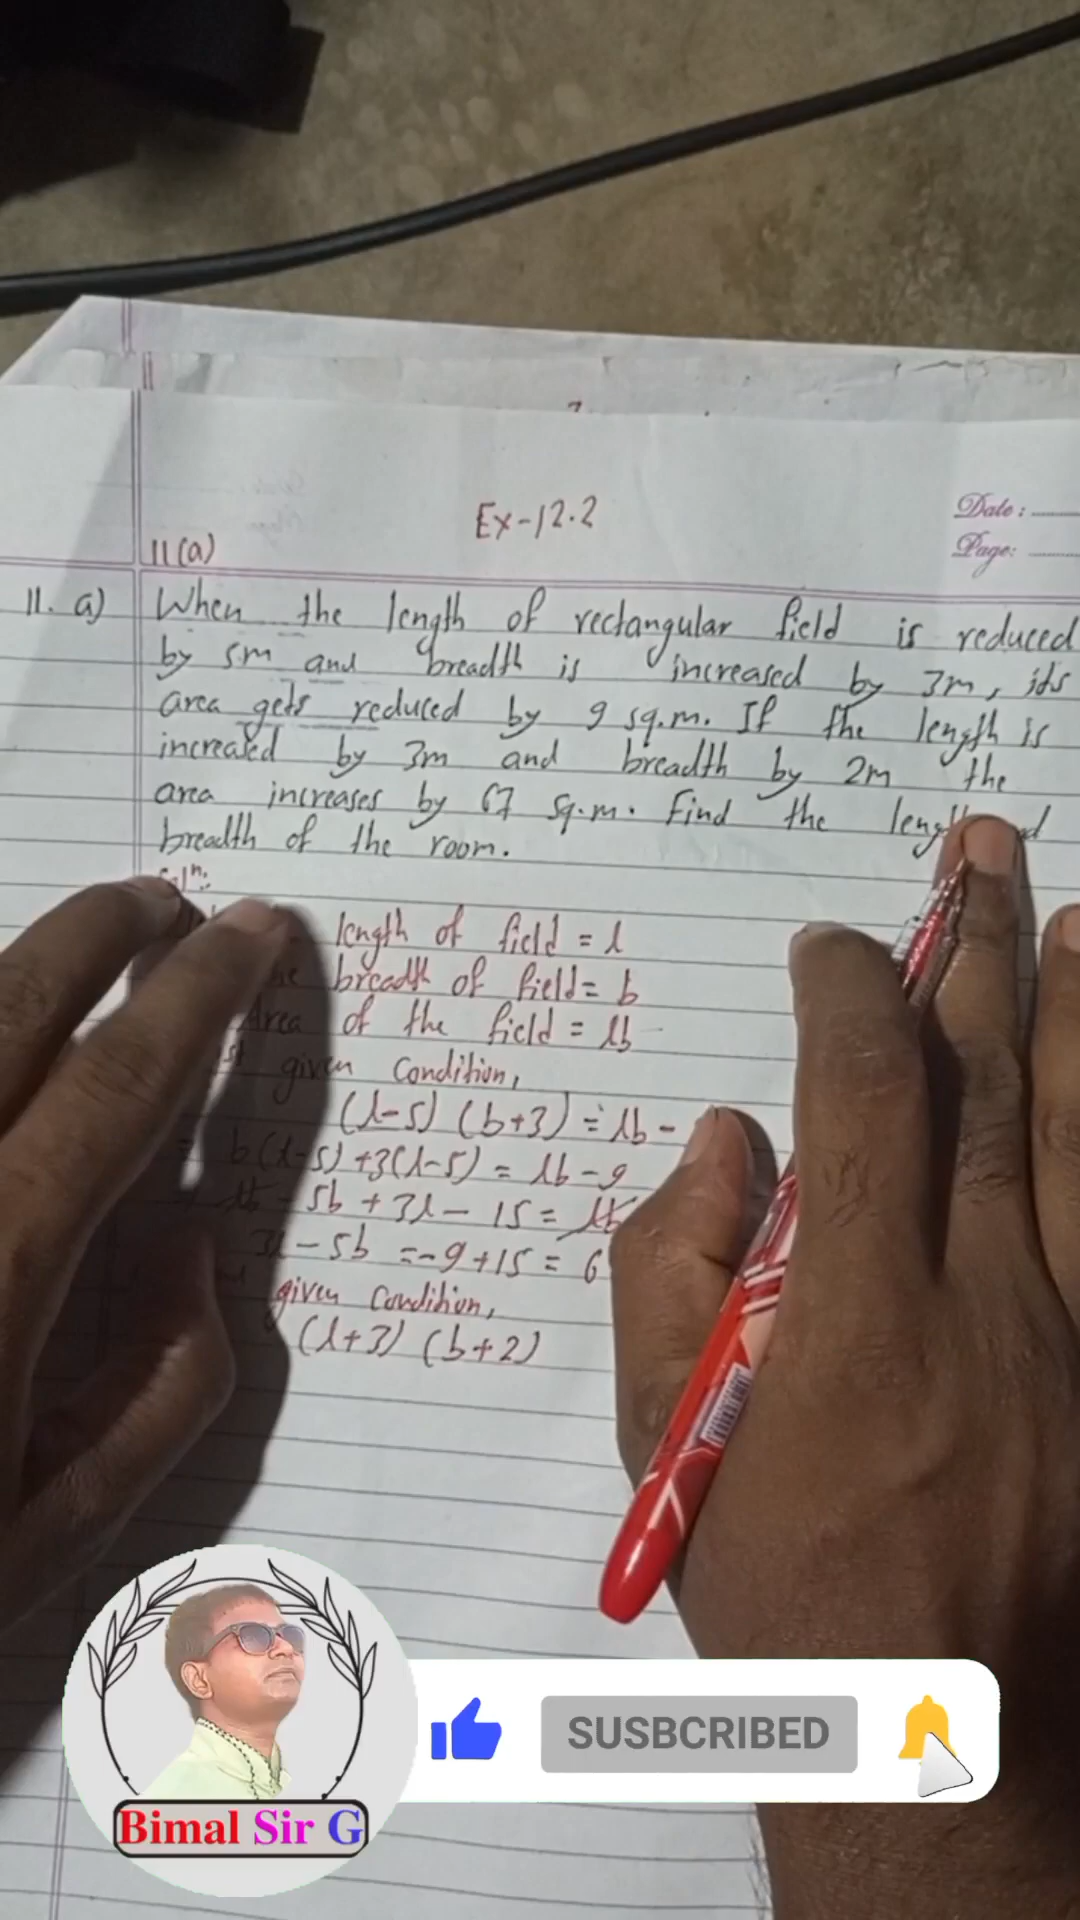 Ex-12.2
Date:
Page:
11(a)
11. a) When the length of rectangular field is reduced
by 5m and breadth is increased by 3m, its
area gets reduced by 9 sq.m. If the length is
increased by 3m and breadth by 2m the
area increases by 67 sq.m. Find the
breadth of the room.
length of field = l
breadth of field = b
Area of the field = lb
given Condition,
(l-5) (b+3) = lb -
b(l-5) +3(l-5) = lb - 9
lb - 5b + 3l - 15 = lb
3l - 5b = -9 +15 = 6
given Condition,
(l+3) (b+2)
SUSBCRIBED
Bimal Sir G